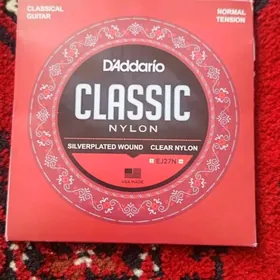 CLASSICAL
GUITAR
NORMAL
TENSION
D'Addario
CLASSIC
NYLON
SILVERPLATED WOUND CLEAR NYLON
EJ27N
USA MADE